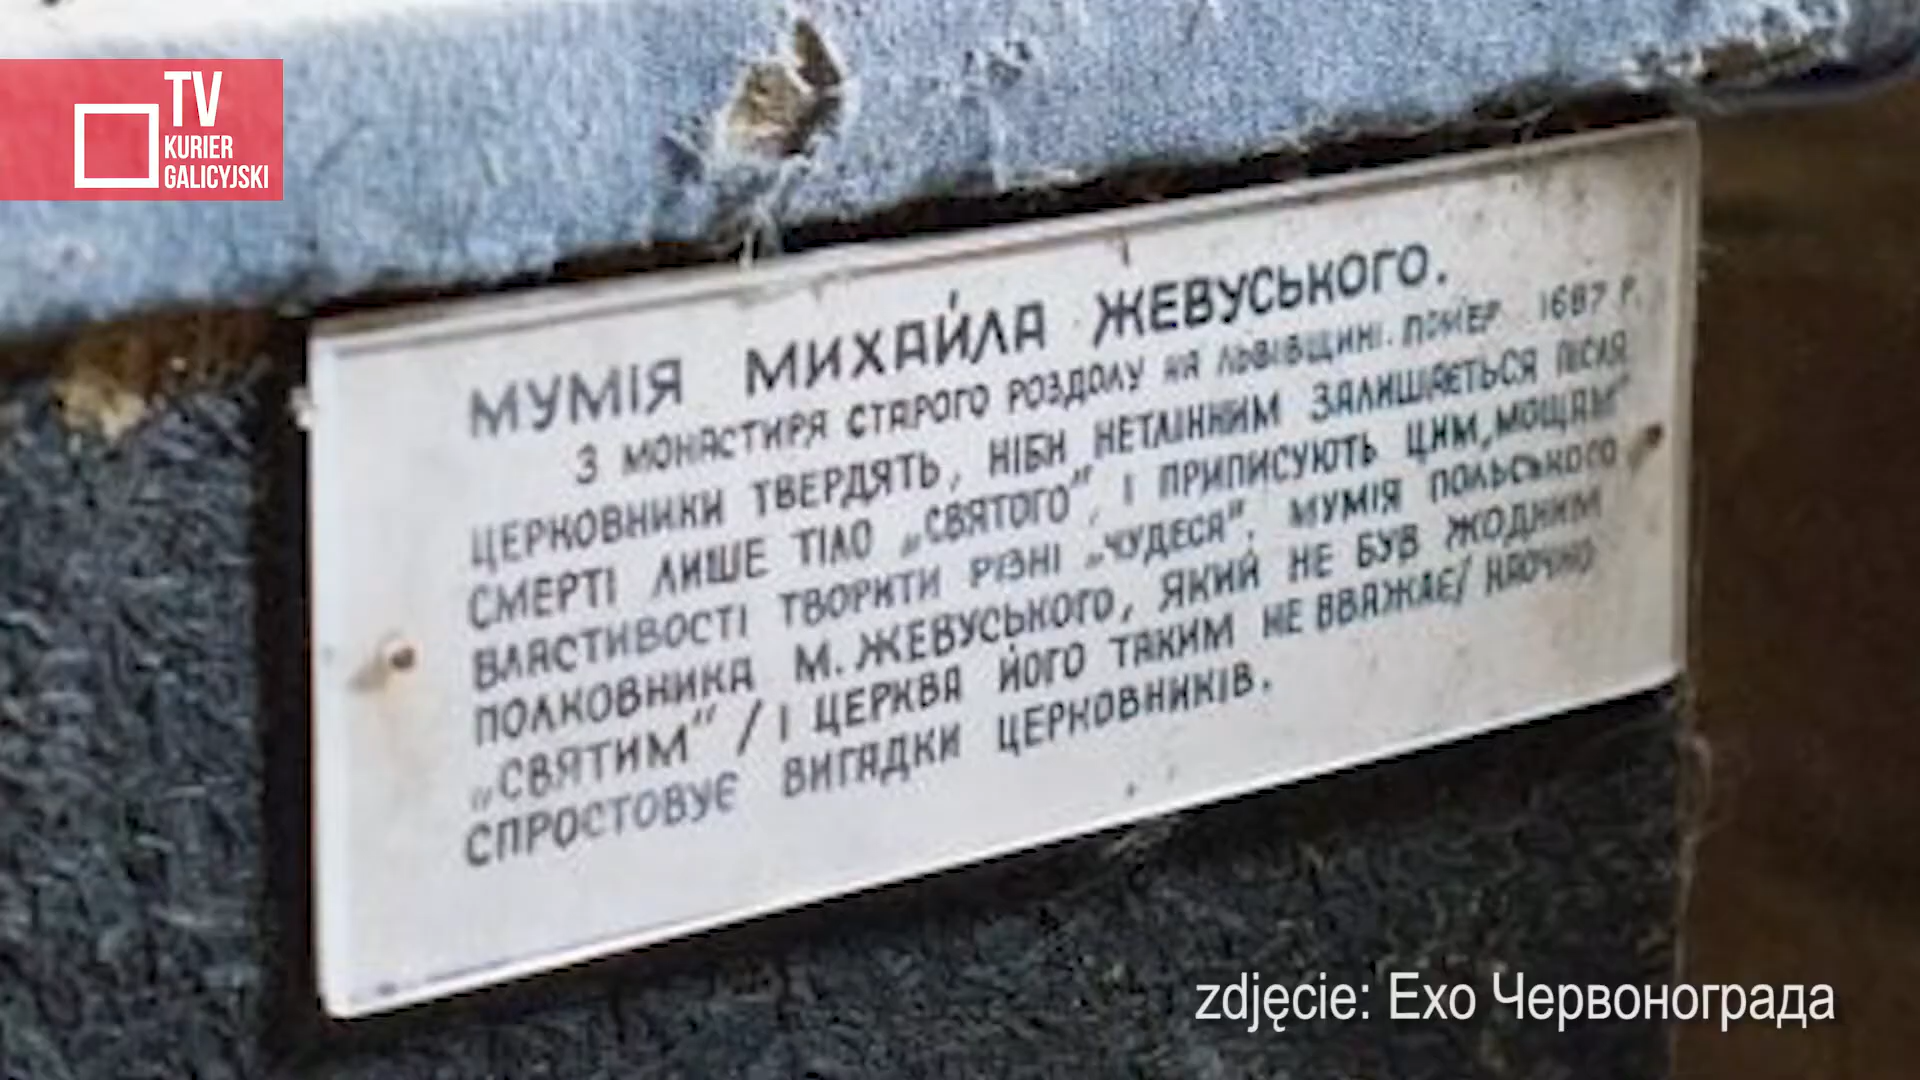 TV
KURIER
GALICYJSKI
МУМІЯ МИХАЙЛА ЖЕВУСЬКОГО.
З МОНАСТИРЯ СТАРОГО РОЗДОЛУ НА ЛЬВІВЩИНІ. ПОМЕР 1687 Р.
ЦЕРКОВНИКИ ТВЕРДЯТЬ, НІБИ НЕТЛІННИМ ЗАЛИШАЄТЬСЯ ПІСЛЯ
СМЕРТІ ЛИШЕ ТІЛО „СВЯТОГО”, І ПРИПИСУЮТЬ ЦИМ „МОЩАМ”
ВЛАСТИВОСТІ ТВОРИТИ РІЗНІ „ЧУДЕСА”. МУМІЯ ПОЛЬСЬКОГО
ПОЛКОВНИКА М. ЖЕВУСЬКОГО, ЯКИЙ НЕ БУВ ЖОДНИМ
„СВЯТИМ” / І ЦЕРКВА ЙОГО ТАКИМ НЕ ВВАЖАЄ/ НАОЧНО
СПРОСТОВУЄ ВИГАДКИ ЦЕРКОВНИКІВ.
zdjęcie: Ехо Червонограда